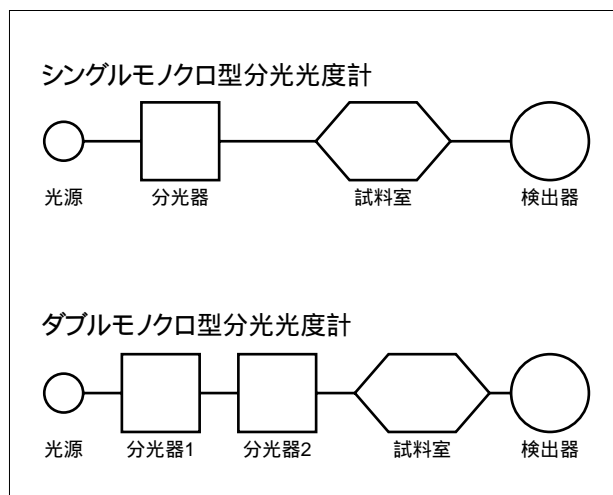 シングルモノクロ型分光光度計
光源 分光器 試料室 検出器
ダブルモノクロ型分光光度計
光源 分光器1 分光器2 試料室 検出器